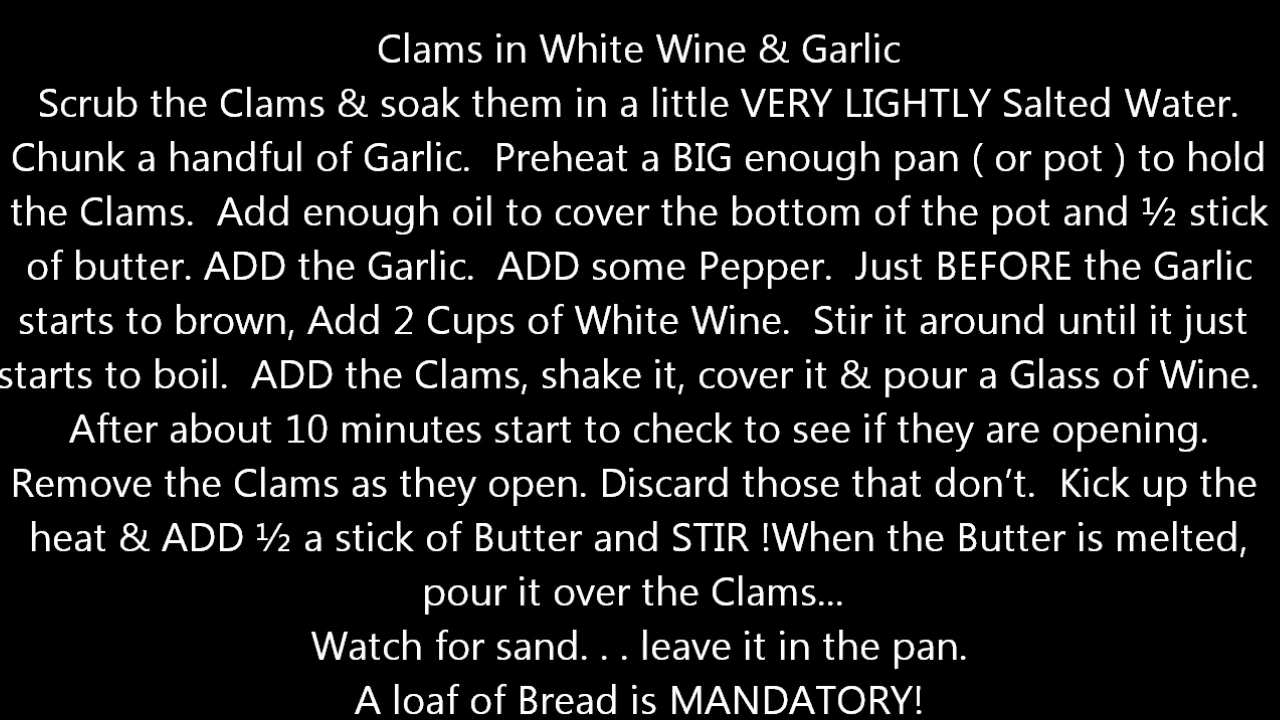 Clams in White Wine & Garlic
Scrub the Clams & soak them in a little VERY LIGHTLY Salted Water.
Chunk a handful of Garlic.  Preheat a BIG enough pan ( or pot ) to hold
the Clams.  Add enough oil to cover the bottom of the pot and ½ stick
of butter. ADD the Garlic.  ADD some Pepper.  Just BEFORE the Garlic
starts to brown, Add 2 Cups of White Wine.  Stir it around until it just
starts to boil.  ADD the Clams, shake it, cover it & pour a Glass of Wine.
After about 10 minutes start to check to see if they are opening.
Remove the Clams as they open. Discard those that don’t.  Kick up the
heat & ADD ½ a stick of Butter and STIR !When the Butter is melted,
pour it over the Clams...
Watch for sand. . . leave it in the pan.
A loaf of Bread is MANDATORY!